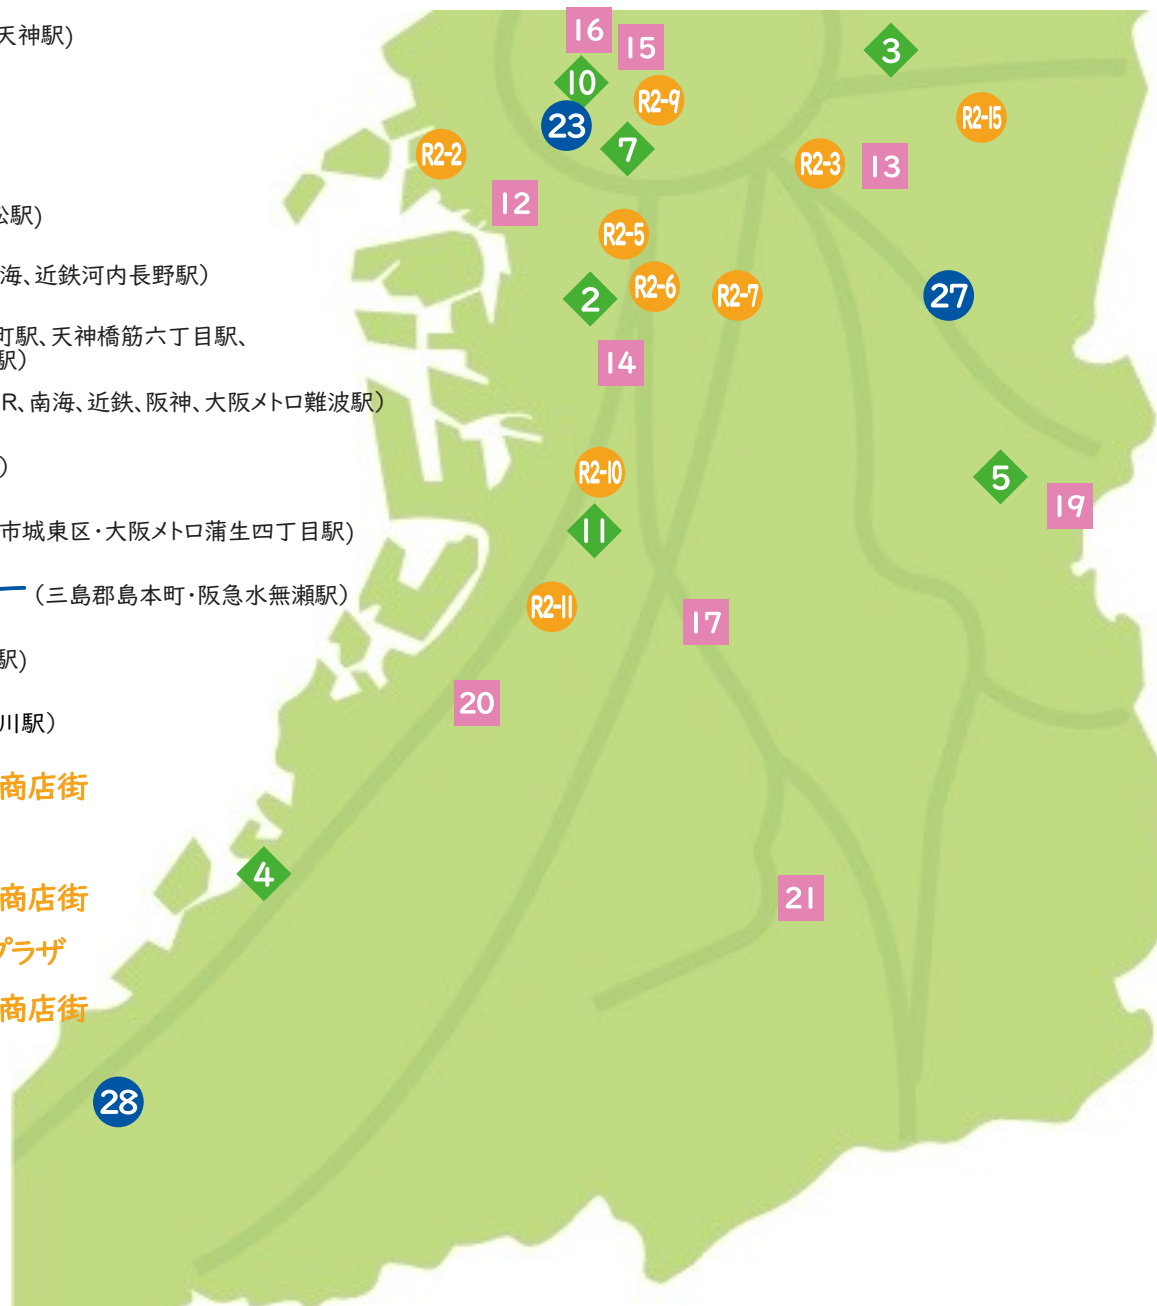 天神駅)
松駅)
海、近鉄河内長野駅)
町駅、天神橋筋六丁目駅、
駅)
R、南海、近鉄、阪神、大阪メトロ難波駅)
)
市城東区・大阪メトロ蒲生四丁目駅)
(三島郡島本町・阪急水無瀬駅)
駅)
川駅)
商店街
商店街
プラザ
商店街
16
15
3
10
R2-9
R2-15
23
7
R2-2
R2-3
13
12
R2-5
R2-6
R2-7
27
2
14
R2-10
5
19
11
R2-11
17
20
4
21
28